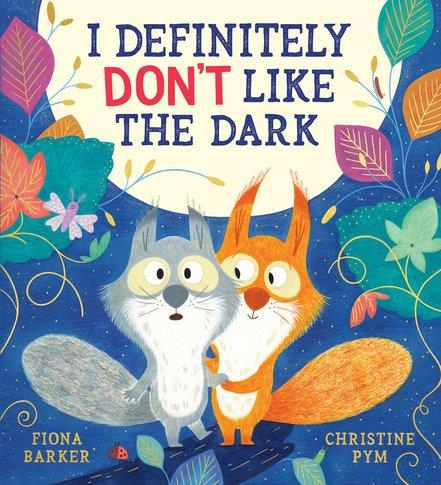 I DEFINITELY
DON'T LIKE
THE DARK
FIONA
BARKER
CHRISTINE
PYM